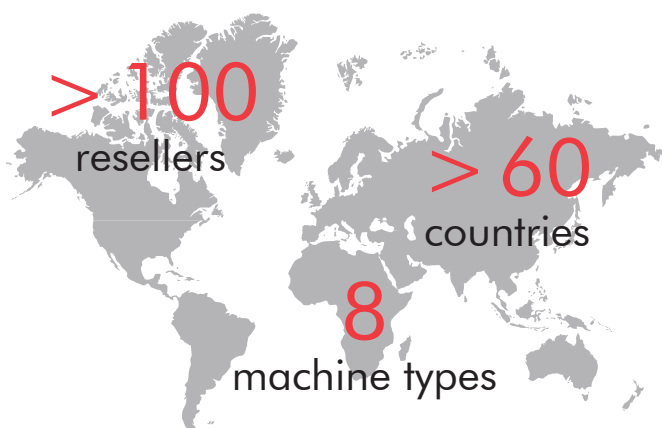 > 100
resellers
> 60
countries
8
machine types